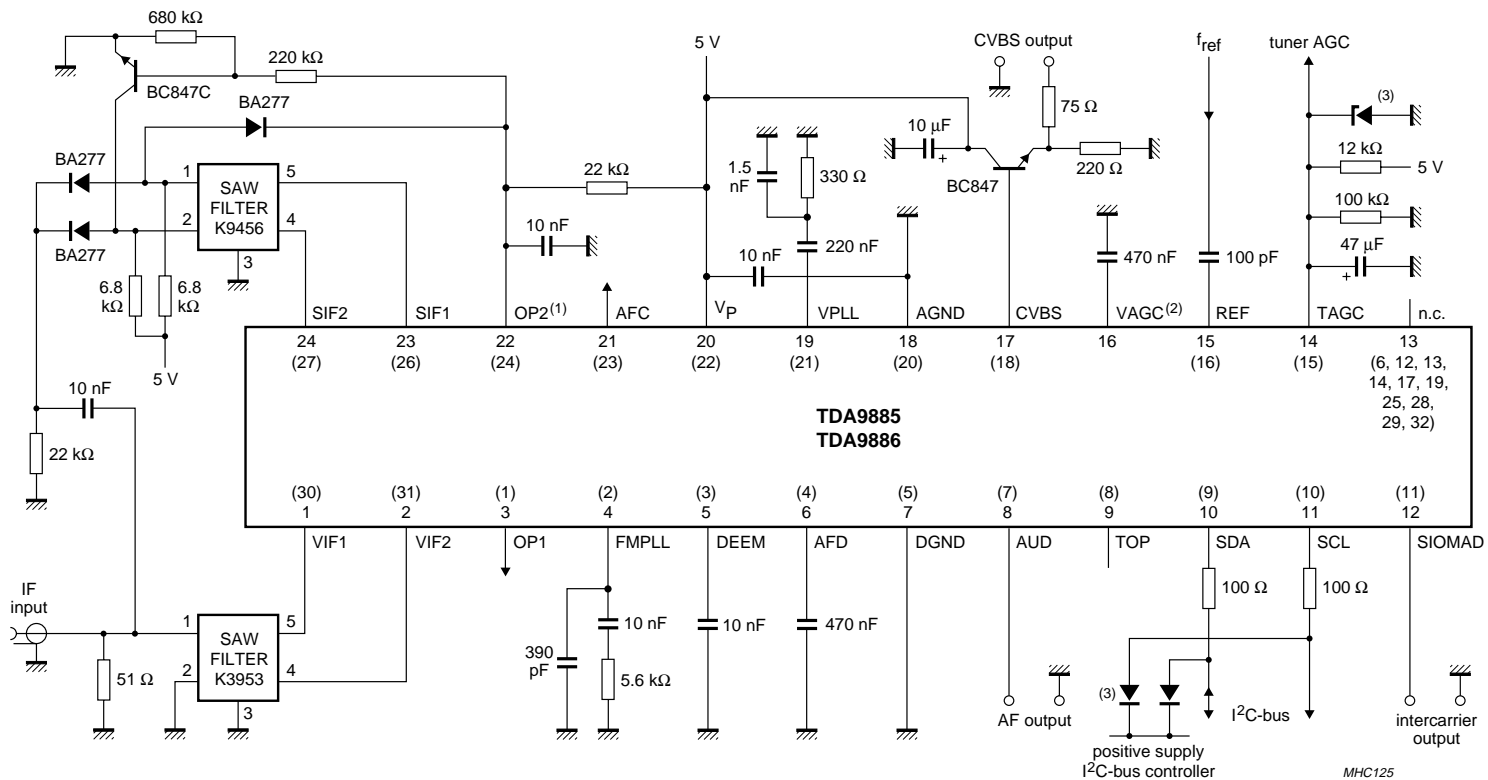 680 kΩ
5 V
CVBS output
fref
tuner AGC
220 kΩ
BC847C
BA277
75 Ω
(3)
10 µF
+
12 kΩ
5 V
BA277
1
5
SAW
FILTER
K9456
2
4
3
BA277
22 kΩ
1.5
nF
330 Ω
BC847
220 Ω
100 kΩ
10 nF
220 nF
10 nF
470 nF
100 pF
47 µF
+
6.8
kΩ
6.8
kΩ
5 V
SIF2
SIF1
OP2(1)
AFC
VP
VPLL
AGND
CVBS
VAGC(2)
REF
TAGC
n.c.
24
23
22
21
20
19
18
17
16
15
14
13
(27)
(26)
(24)
(23)
(22)
(21)
(20)
(18)
(16)
(15)
(6, 12, 13,
14, 17, 19,
25, 28,
29, 32)
10 nF
TDA9885
TDA9886
22 kΩ
(30)
(31)
(1)
(2)
(3)
(4)
(5)
(7)
(8)
(9)
(10)
(11)
1
2
3
4
5
6
7
8
9
10
11
12
VIF1
VIF2
OP1
FMPLL
DEEM
AFD
DGND
AUD
TOP
SDA
SCL
SIOMAD
100 Ω
100 Ω
IF
input
1
5
SAW
FILTER
K3953
2
4
3
51 Ω
390
pF
10 nF
5.6 kΩ
10 nF
470 nF
AF output
(3)
I2C-bus
positive supply
I2C-bus controller
intercarrier
output
MHC125